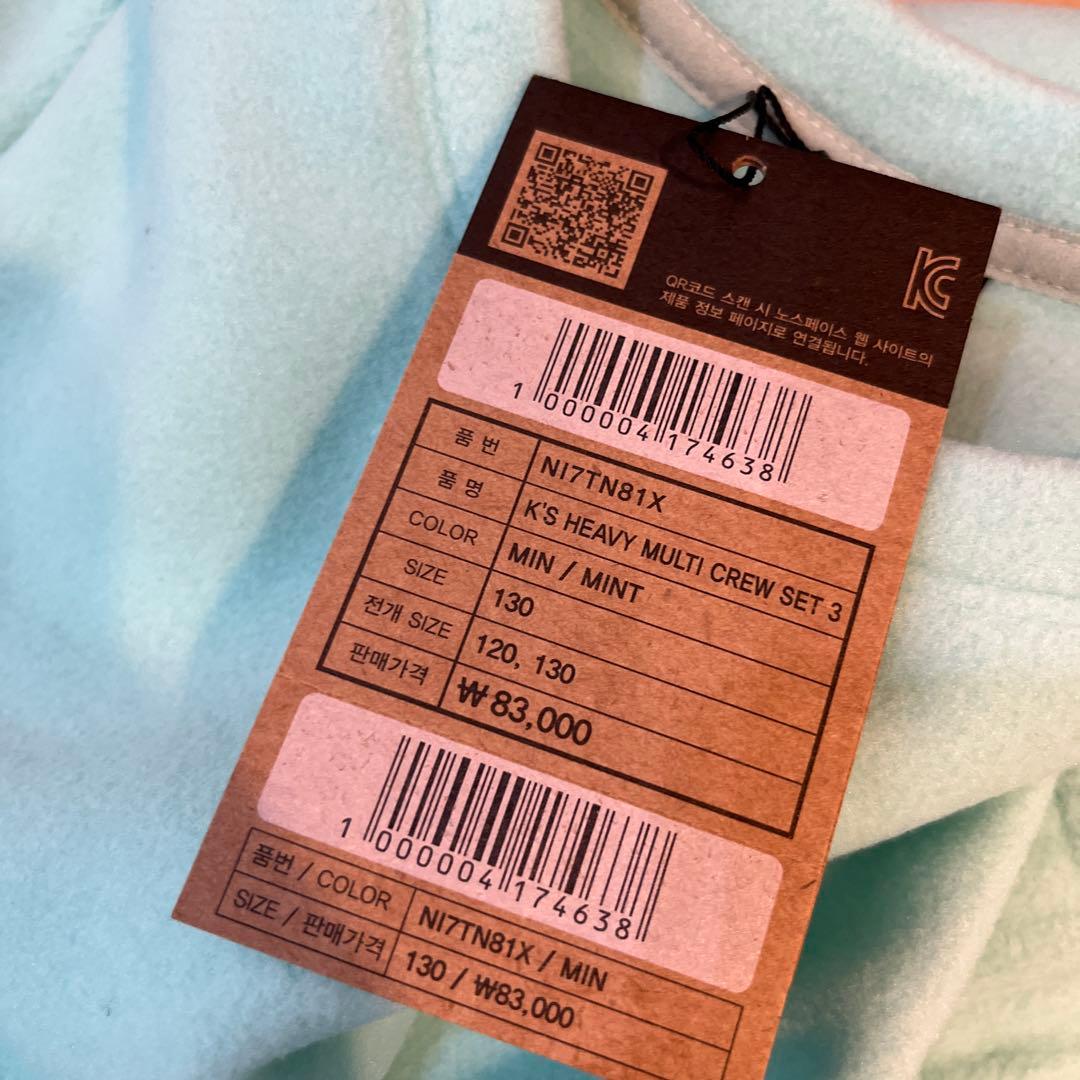 KC
QR코드 스캔 시 노스페이스 웹 사이트의
제품 정보 페이지로 연결됩니다.
1 000004 174638
품 번 NI7TN81X
품 명 K'S HEAVY MULTI CREW SET 3
COLOR MIN / MINT
SIZE 130
전개 SIZE 120, 130
판매가격 ₩83,000
1 000004 174638
품번 / COLOR NI7TN81X / MIN
SIZE / 판매가격 130 / ₩83,000